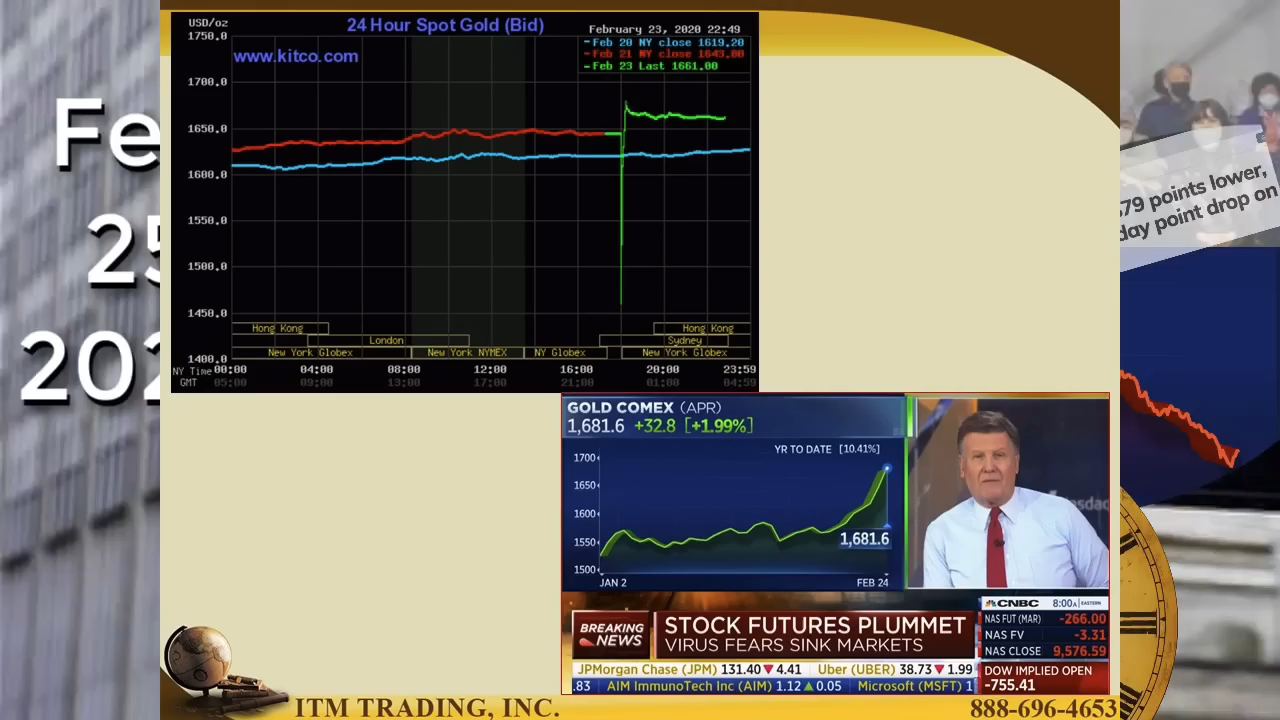 Fe
25
202
USD/oz
24 Hour Spot Gold (Bid)
February 23, 2020 22:49
www.kitco.com
Feb 20 NY close 1619.20
Feb 21 NY close 1643.00
Feb 23 Last 1661.00
1750.0
1700.0
1650.0
1600.0
1550.0
1500.0
1450.0
1400.0
Hong Kong
Hong Kong
London
Sydney
New York Globex
New York NYMEX
NY Globex
New York Globex
NY Time 00:00 04:00 08:00 12:00 16:00 20:00 23:59
GMT 05:00 09:00 13:00 17:00 21:00 01:00 04:59
79 points lower,
day point drop on
GOLD COMEX (APR)
1,681.6 +32.8 [+1.99%]
YR TO DATE [10.41%]
1700
1650
1600
1550
1500
1,681.6
JAN 2
FEB 24
BREAKING
NEWS
STOCK FUTURES PLUMMET
VIRUS FEARS SINK MARKETS
CNBC 8:00A EASTERN
NAS FUT (MAR) -266.00
NAS FV -3.31
NAS CLOSE 9,576.59
DOW IMPLIED OPEN
-755.41
JPMorgan Chase (JPM) 131.40 ▼ 4.41 Uber (UBER) 38.73 ▼ 1.99
.83 AIM ImmunoTech Inc (AIM) 1.12 ▲ 0.05 Microsoft (MSFT) 1
ITM TRADING, INC.
888-696-4653